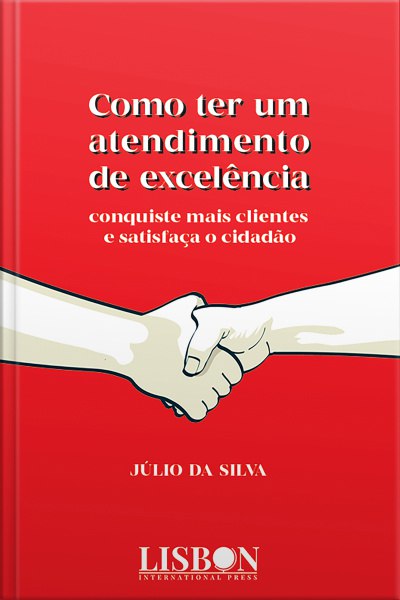 Como ter um
atendimento
de excelência
conquiste mais clientes
e satisfaça o cidadão
JÚLIO DA SILVA
LISBON
INTERNATIONAL PRESS